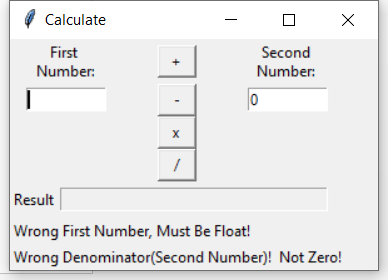 Calculate
First
Number:
+
Second
Number:
-
0
x
/
Result
Wrong First Number, Must Be Float!
Wrong Denominator(Second Number)! Not Zero!